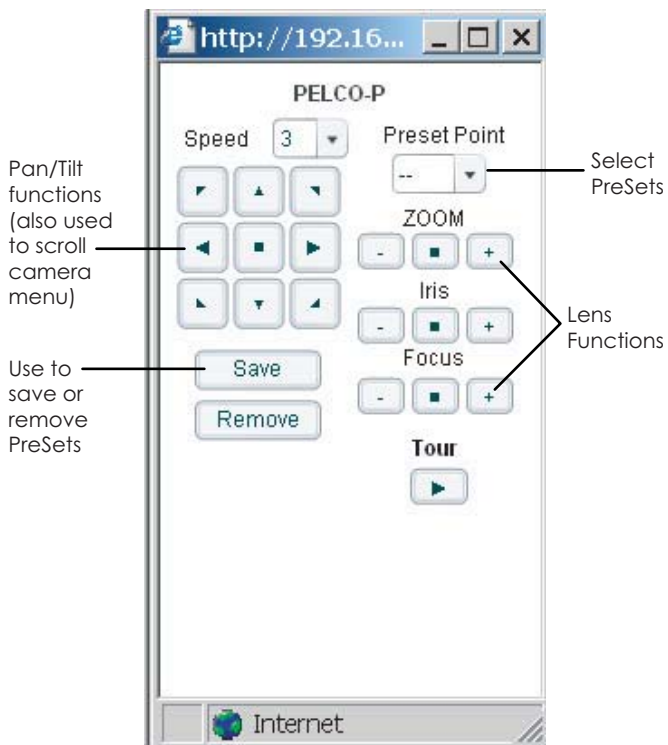 http://192.16...
PELCO-P
Speed 3
Preset Point
--
ZOOM
- +
Iris
- +
Focus
- +
Save
Remove
Tour
Internet
Pan/Tilt
functions
(also used
to scroll
camera
menu)
Use to
save or
remove
PreSets
Select
PreSets
Lens
Functions